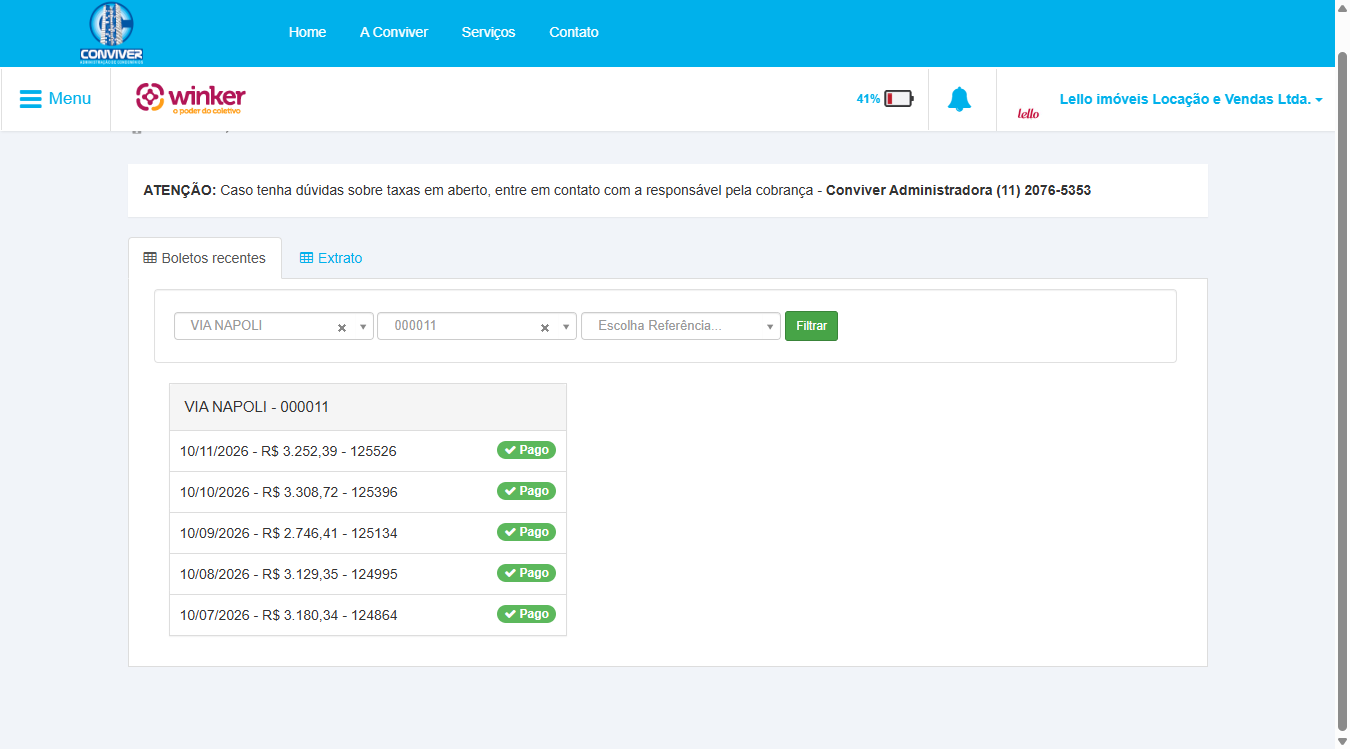 CONVIVER
Home A Conviver Serviços Contato
Menu
winker
o poder do coletivo
41%
lello
Lello imóveis Locação e Vendas Ltda.
ATENÇÃO: Caso tenha dúvidas sobre taxas em aberto, entre em contato com a responsável pela cobrança - Conviver Administradora (11) 2076-5353
Boletos recentes Extrato
VIA NAPOLI × 000011 × Escolha Referência... Filtrar
VIA NAPOLI - 000011
10/11/2026 - R$ 3.252,39 - 125526 Pago
10/10/2026 - R$ 3.308,72 - 125396 Pago
10/09/2026 - R$ 2.746,41 - 125134 Pago
10/08/2026 - R$ 3.129,35 - 124995 Pago
10/07/2026 - R$ 3.180,34 - 124864 Pago